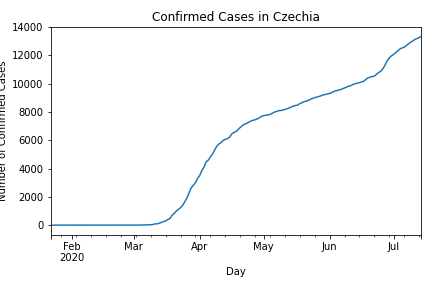 Confirmed Cases in Czechia
Number of Confirmed Cases
14000
12000
10000
8000
6000
4000
2000
0
Feb Mar Apr May Jun Jul
2020
Day